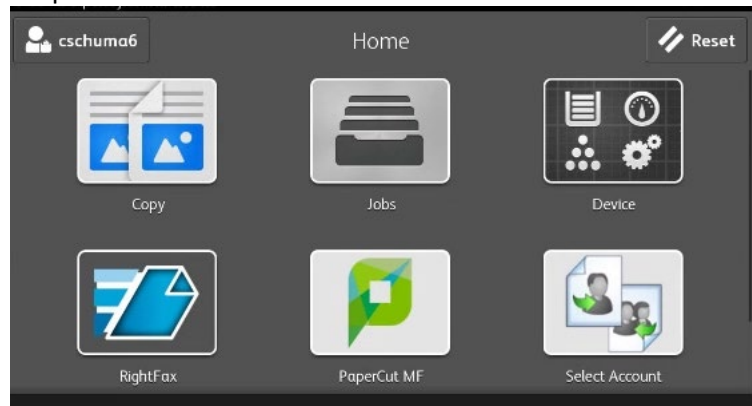 cschuma6
Home
Reset
Copy
Jobs
Device
RightFax
PaperCut MF
Select Account